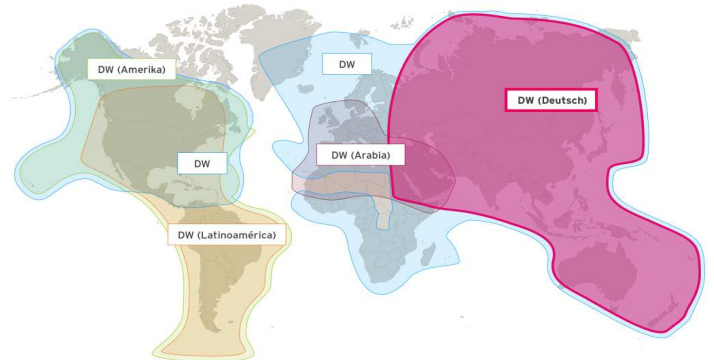 DW (Amerika)
DW
DW (Deutsch)
DW (Arabia)
DW
DW (Latinoamérica)